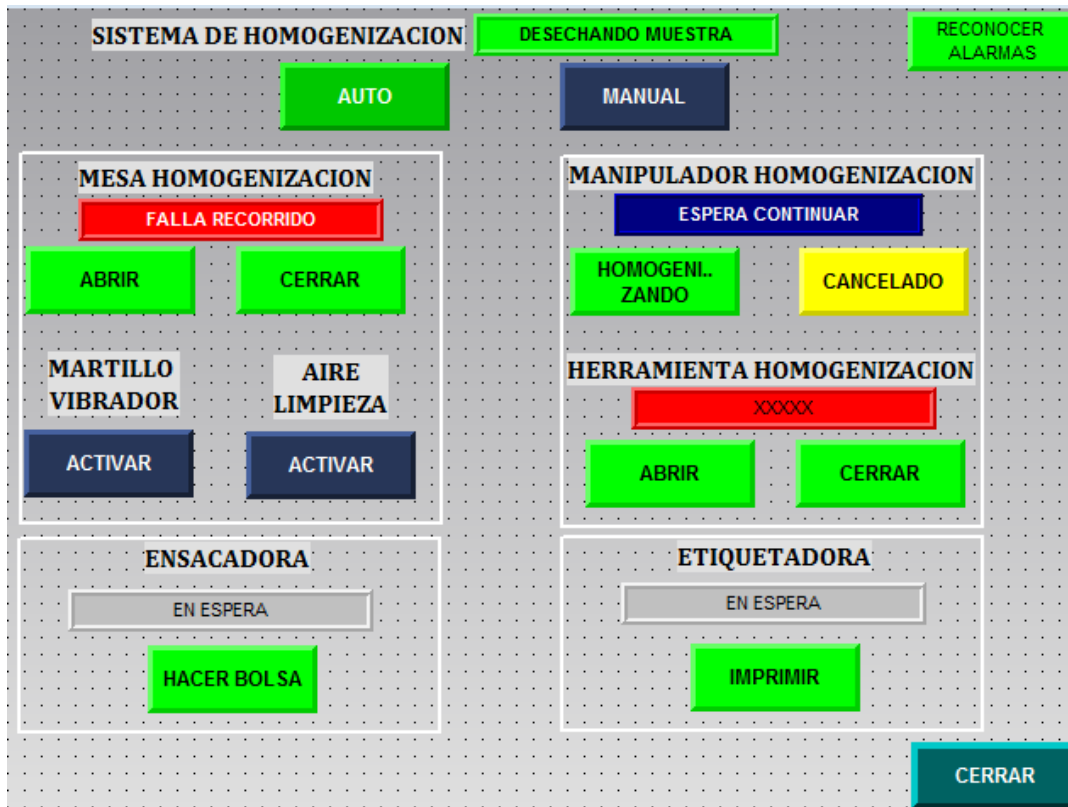 SISTEMA DE HOMOGENIZACION
DESECHANDO MUESTRA
RECONOCER
ALARMAS
AUTO
MANUAL
MESA HOMOGENIZACION
FALLA RECORRIDO
ABRIR
CERRAR
MARTILLO
VIBRADOR
AIRE
LIMPIEZA
ACTIVAR
ACTIVAR
MANIPULADOR HOMOGENIZACION
ESPERA CONTINUAR
HOMOGENI..
ZANDO
CANCELADO
HERRAMIENTA HOMOGENIZACION
XXXXX
ABRIR
CERRAR
ENSACADORA
EN ESPERA
HACER BOLSA
ETIQUETADORA
EN ESPERA
IMPRIMIR
CERRAR